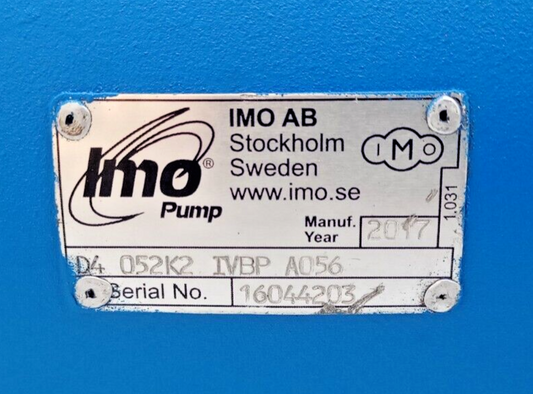 Imo®
Pump
IMO AB
Stockholm
Sweden
www.imo.se
IMO
Manuf.
Year
2017
1.031
D4 052K2 IVBP A056
Serial No.
16044203